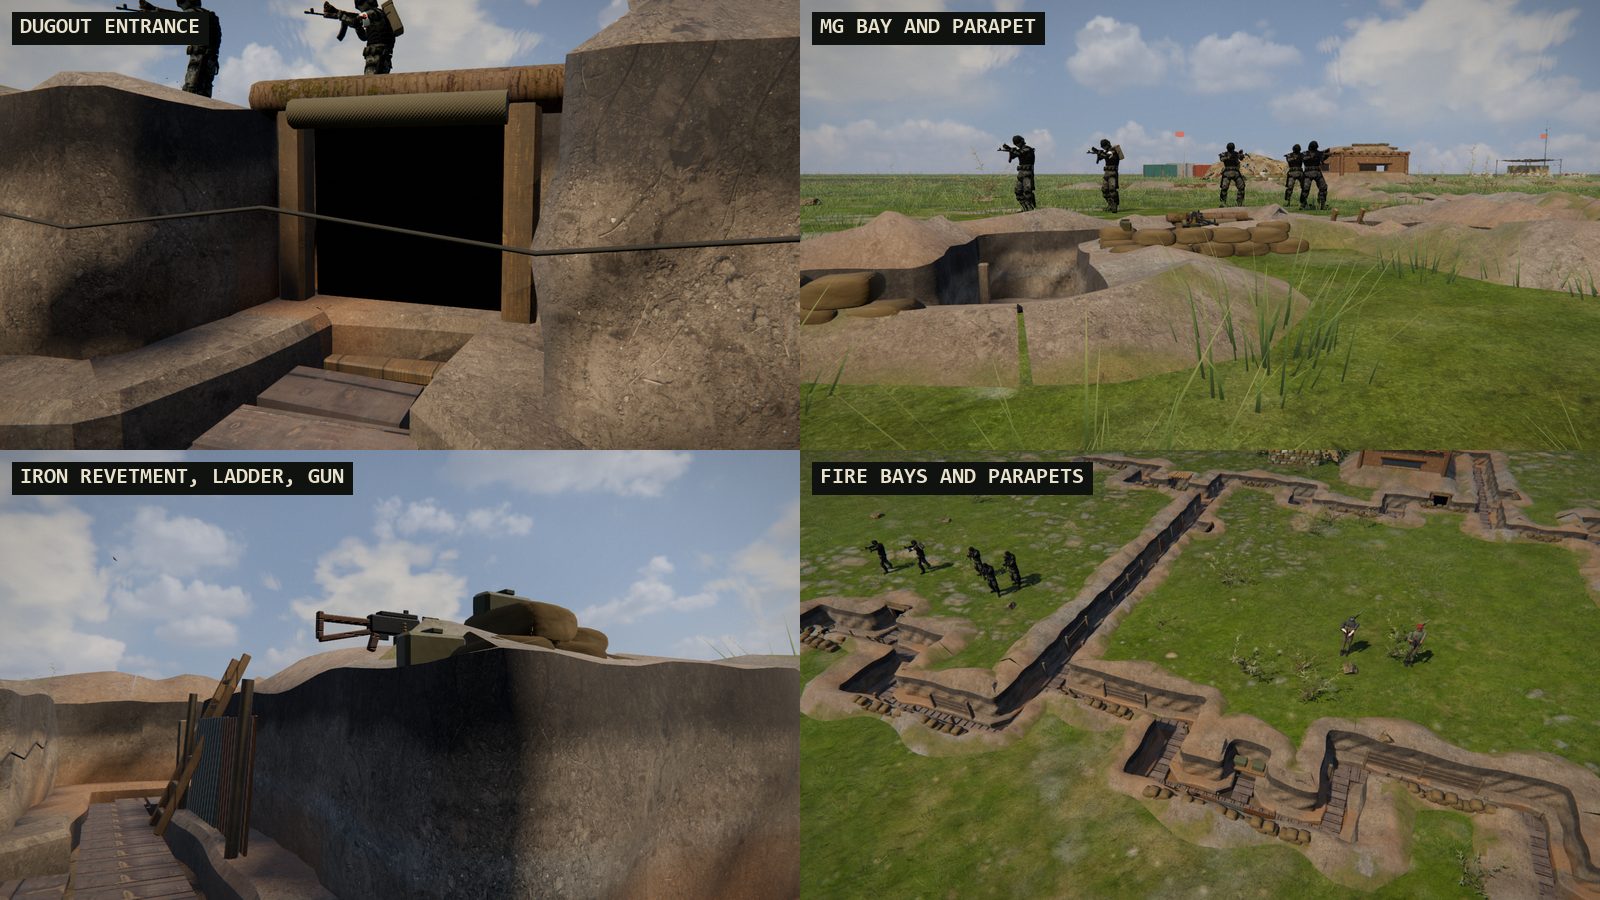 DUGOUT ENTRANCE
MG BAY AND PARAPET
IRON REVETMENT, LADDER, GUN
FIRE BAYS AND PARAPETS